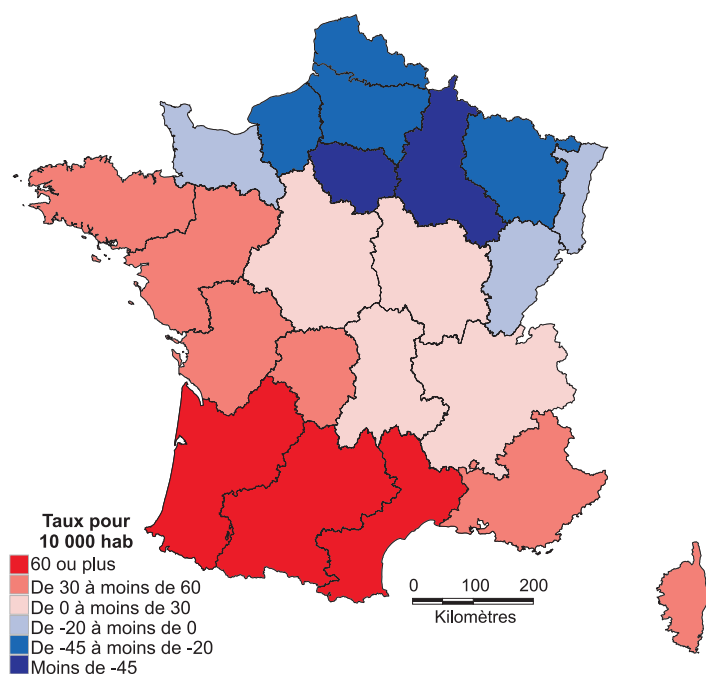 Taux pour
10 000 hab
60 ou plus
De 30 à moins de 60
De 0 à moins de 30
De -20 à moins de 0
De -45 à moins de -20
Moins de -45
0 100 200
Kilomètres